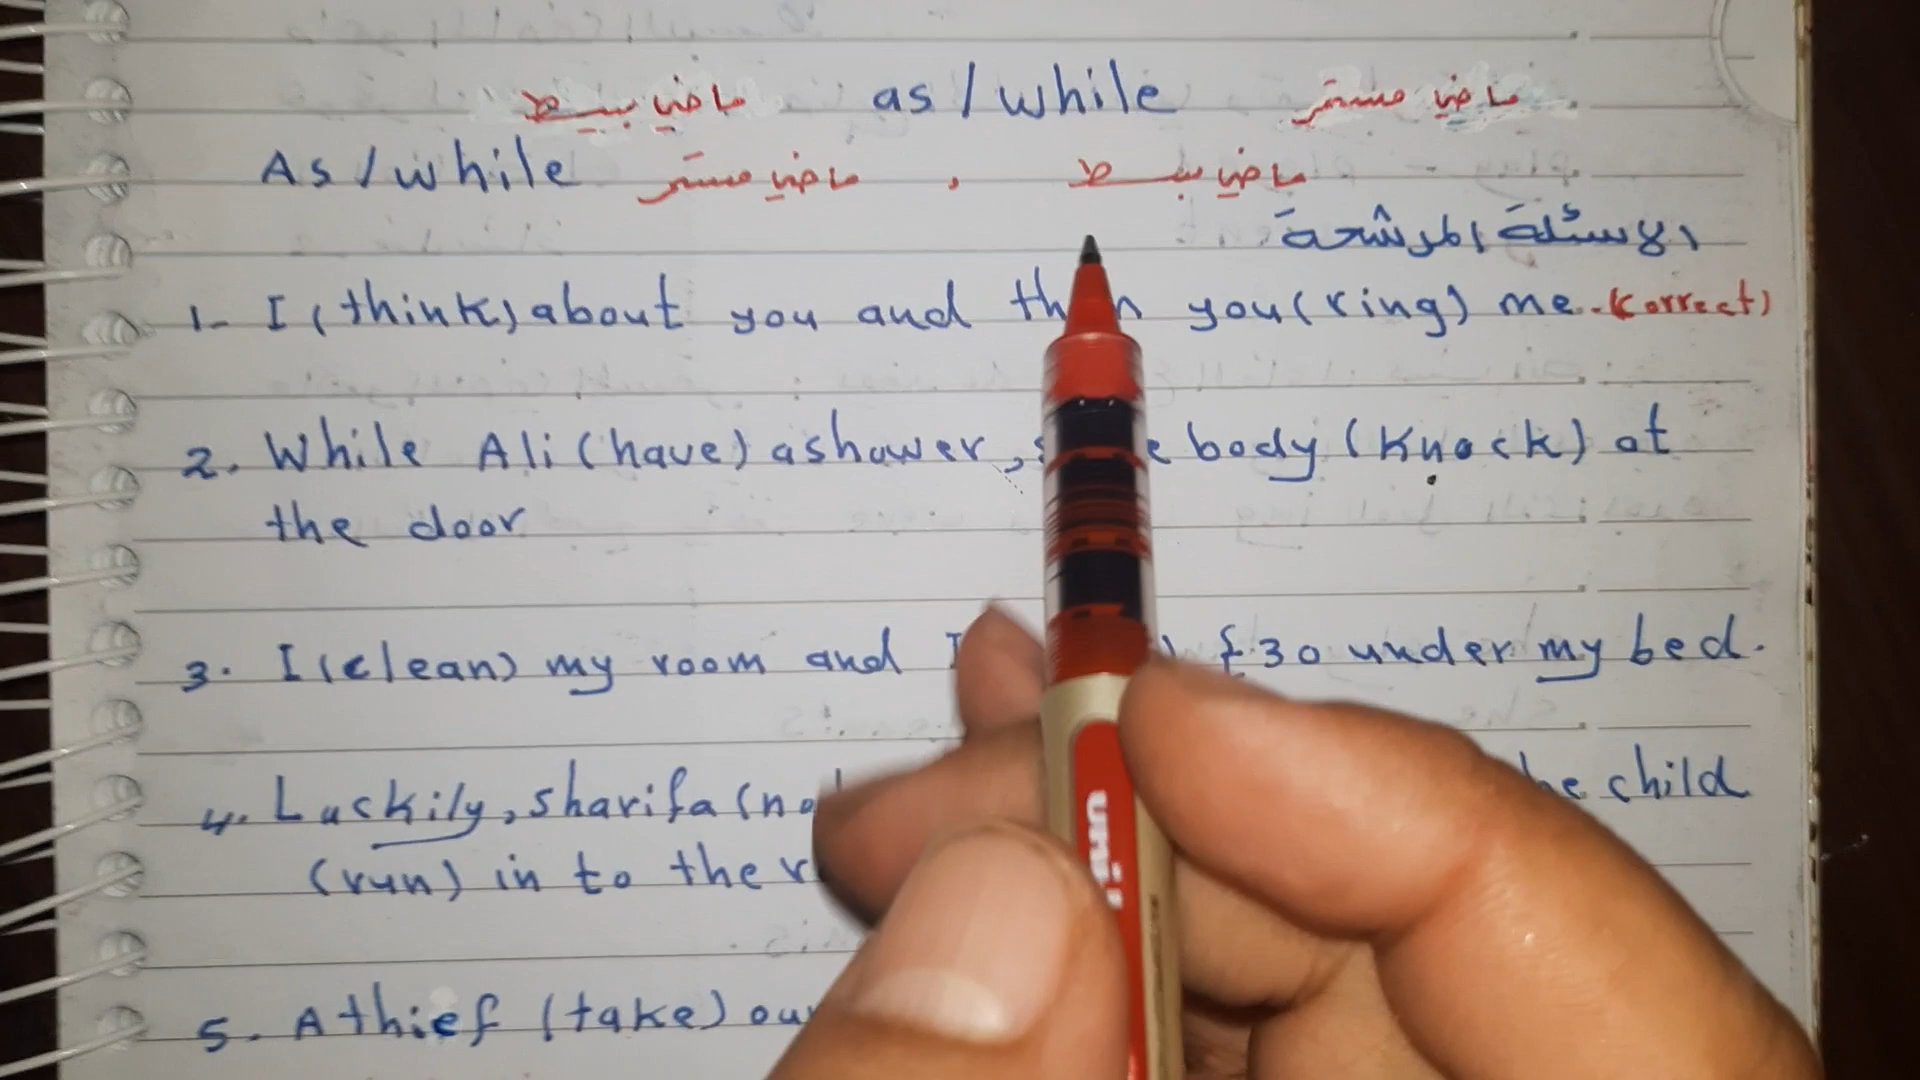 ماضي بسيط as / while ماضي مستمر
As / while ماضي مستمر , ماضي بسيط
الاسئلة المرشحة
1- I (think) about you and you (ring) me. (Correct)
2. While Ali (have) a shower, body (Knock) at
the door
3. I (clean) my room and I £30 under my bed.
4. Luckily, sharifa child
(run) in to the
5. A thief (take)
uni